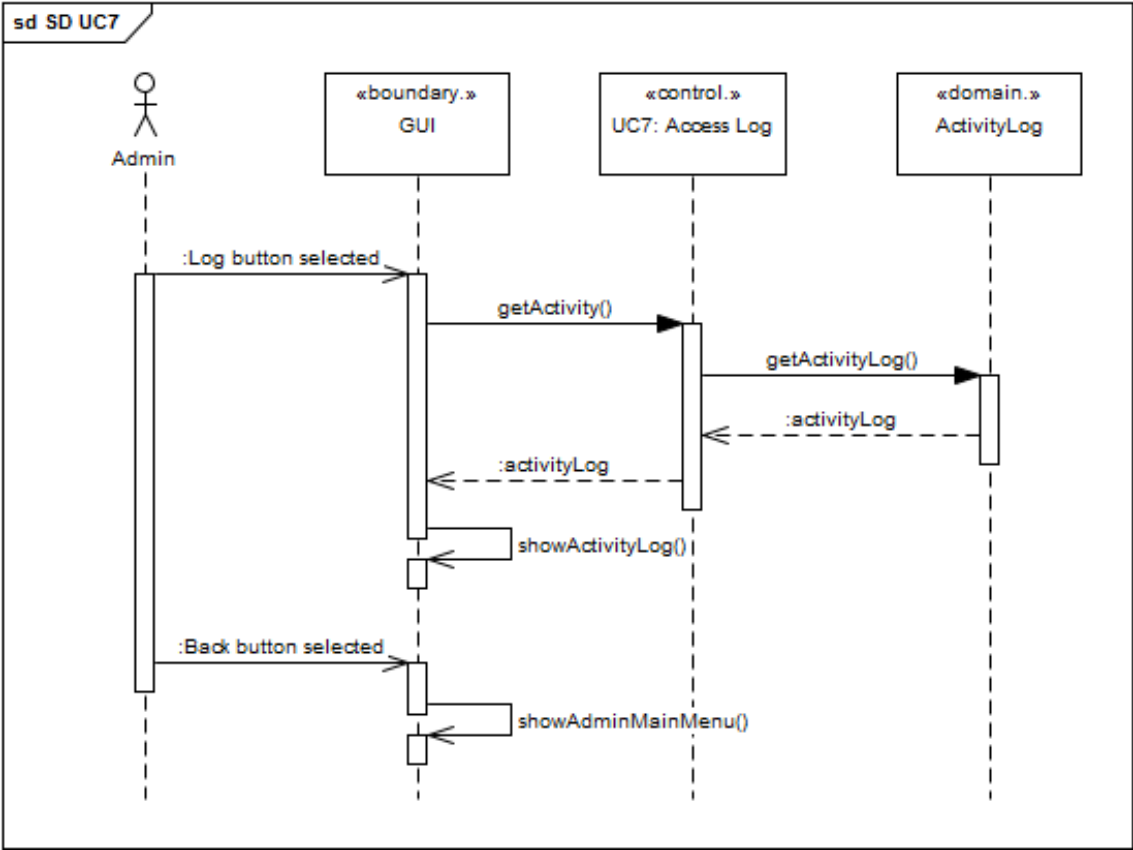 sd SD UC7
«boundary.»
GUI
«control.»
UC7: Access Log
«domain.»
ActivityLog
Admin
:Log button selected
getActivity()
getActivityLog()
:activityLog
:activityLog
showActivityLog()
:Back button selected
showAdminMainMenu()